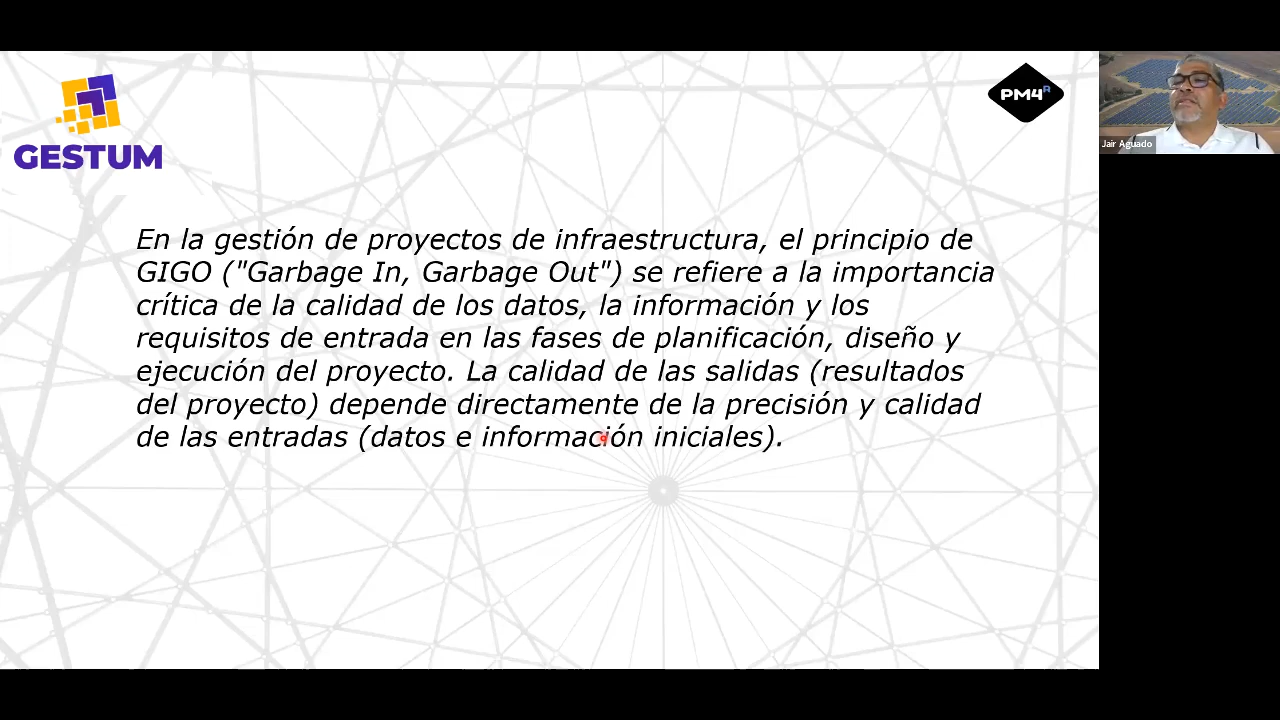 GESTUM
PM4R
Jair Aguado
En la gestión de proyectos de infraestructura, el principio de
GIGO ("Garbage In, Garbage Out") se refiere a la importancia
crítica de la calidad de los datos, la información y los
requisitos de entrada en las fases de planificación, diseño y
ejecución del proyecto. La calidad de las salidas (resultados
del proyecto) depende directamente de la precisión y calidad
de las entradas (datos e información iniciales).